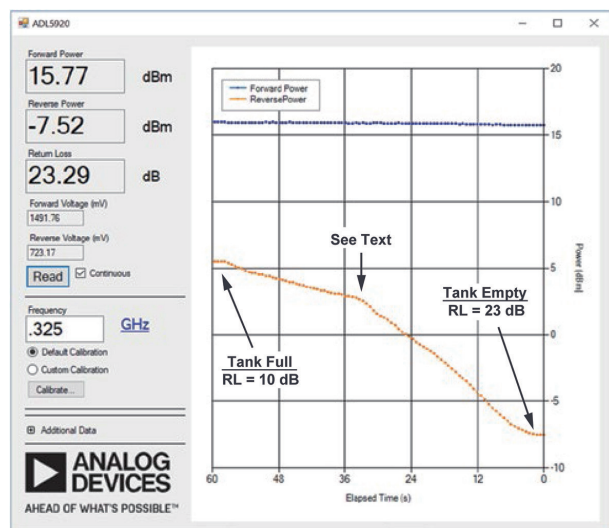 ADL5920
Forward Power
15.77 dBm
Reverse Power
-7.52 dBm
Return Loss
23.29 dB
Forward Voltage (mV)
1491.76
Reverse Voltage (mV)
723.17
Read Continuous
Frequency
.325 GHz
Default Calibration
Custom Calibration
Calibrate...
Additional Data
ANALOG
DEVICES
AHEAD OF WHAT'S POSSIBLE™
Forward Power
ReversePower
See Text
Tank Full
RL = 10 dB
Tank Empty
RL = 23 dB
20
15
10
5
0
-5
-10
Power [dBm]
60 48 36 24 12 0
Elapsed Time (s)